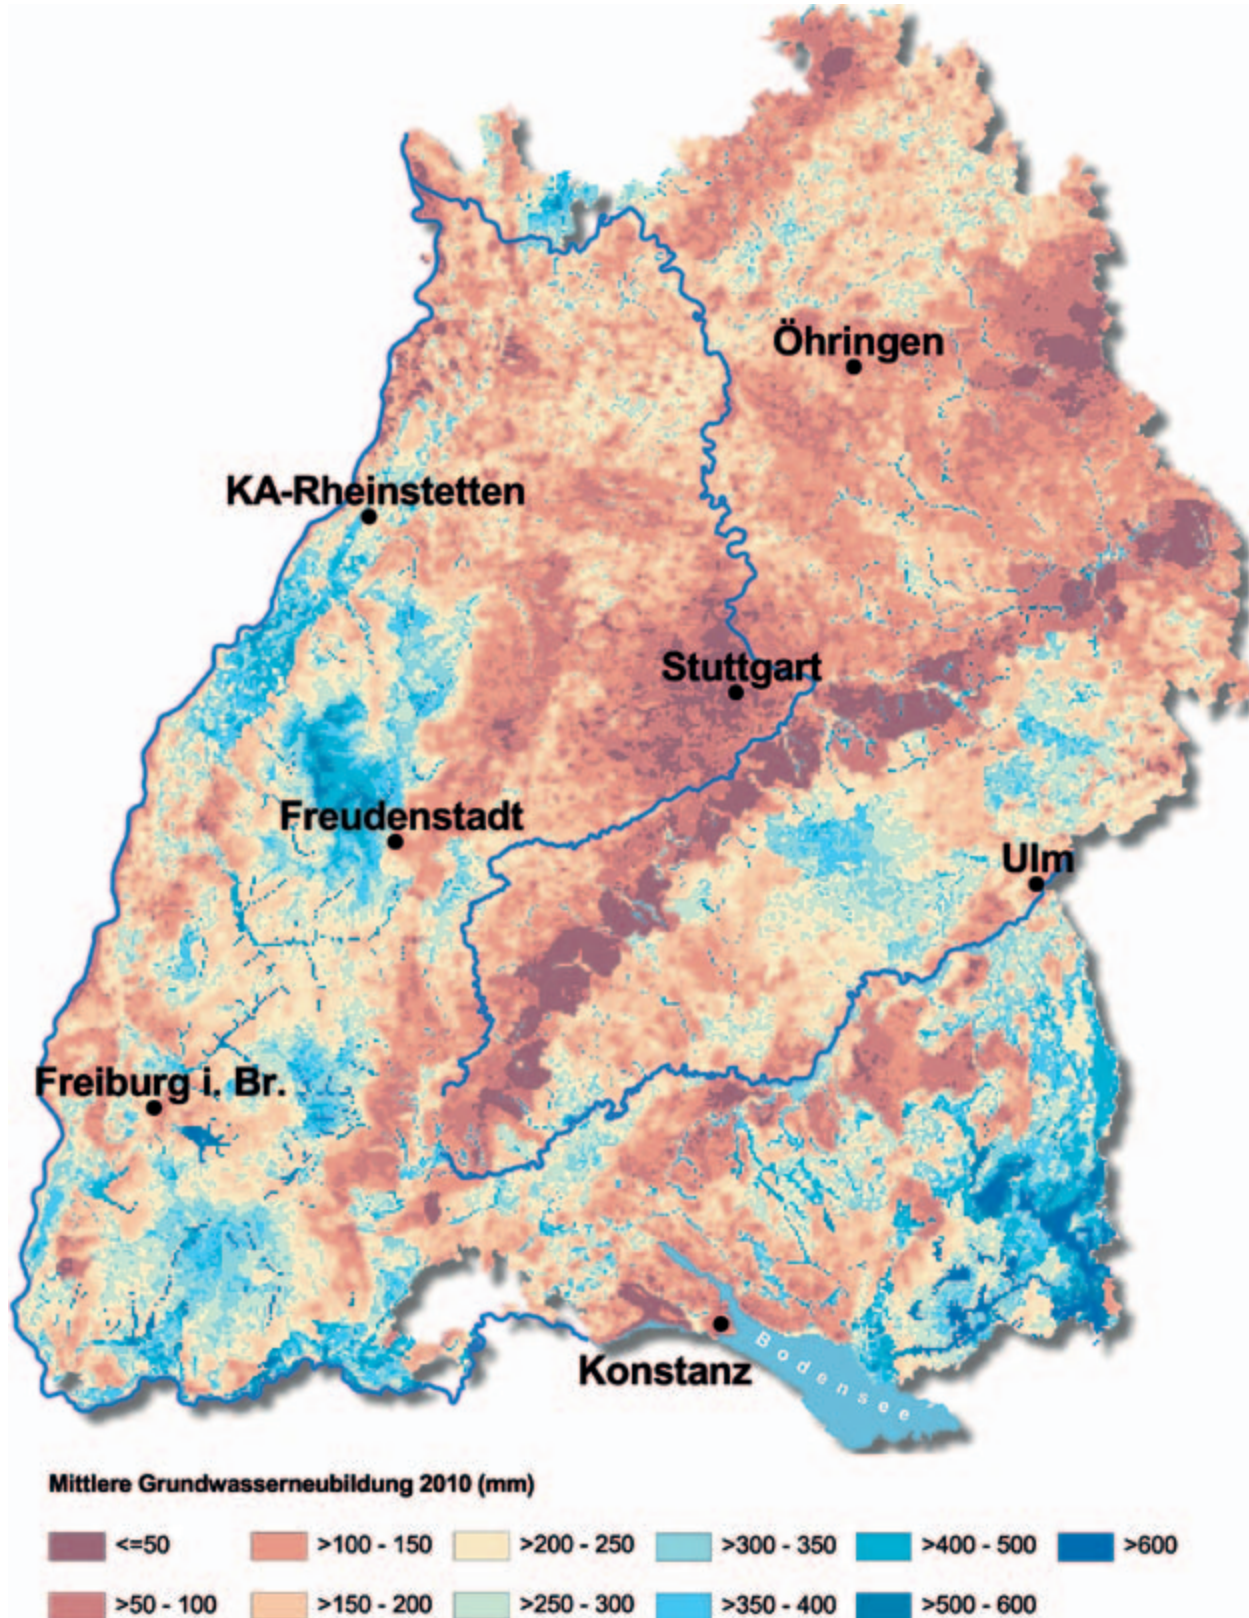 Öhringen
KA-Rheinstetten
Stuttgart
Freudenstadt
Ulm
Freiburg i. Br.
Konstanz
Bodensee
Mittlere Grundwasserneubildung 2010 (mm)
<=50 >100 - 150 >200 - 250 >300 - 350 >400 - 500 >600
>50 - 100 >150 - 200 >250 - 300 >350 - 400 >500 - 600